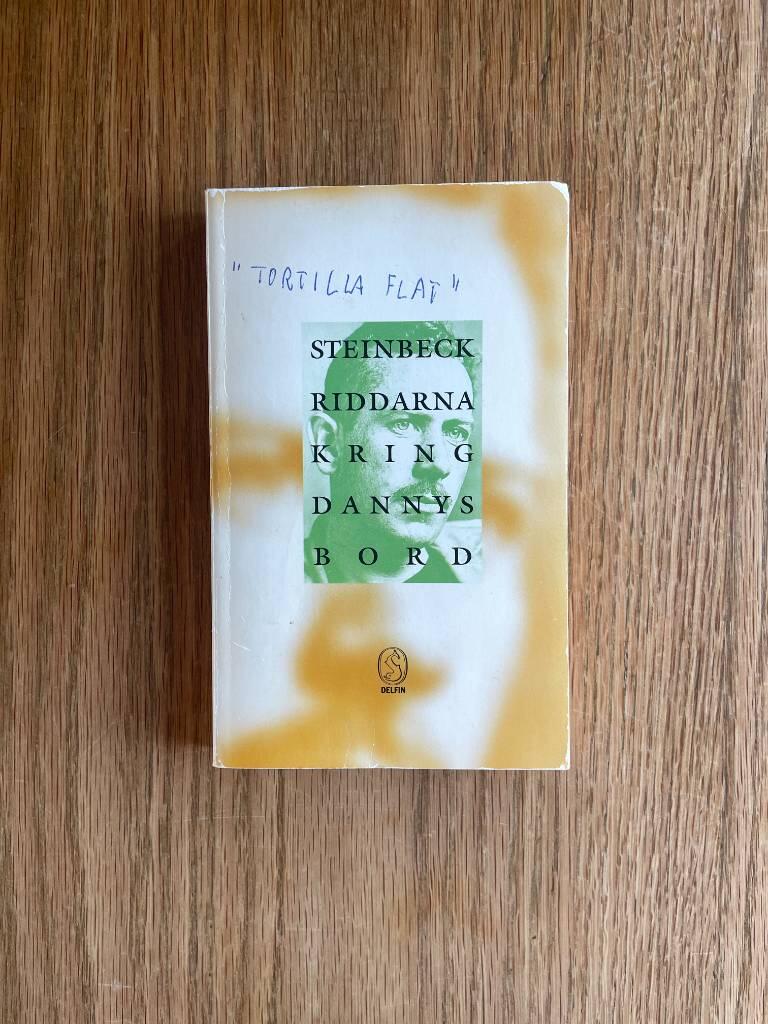 "TORTILLA FLAT"
STEINBECK
RIDDARNA
KRING
DANNYS
BORD
DELFIN